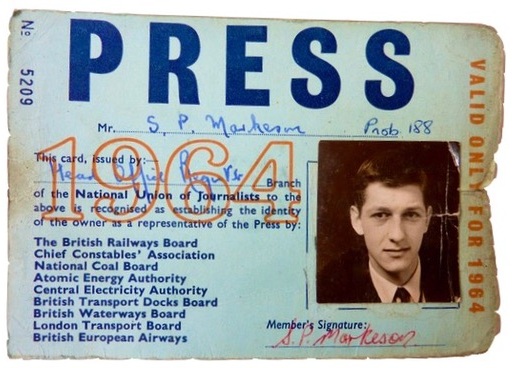 PRESS
No 5209
Mr. S. P. Markeson Prob. 188
This card, issued by:—
Head Office Register Branch
of the National Union of Journalists to the
above is recognised as establishing the identity
of the owner as a representative of the Press by:
1964
The British Railways Board
Chief Constables' Association
National Coal Board
Atomic Energy Authority
Central Electricity Authority
British Transport Docks Board
British Waterways Board
London Transport Board
British European Airways
Member's Signature:
S. P. Markeson
VALID ONLY FOR 1964